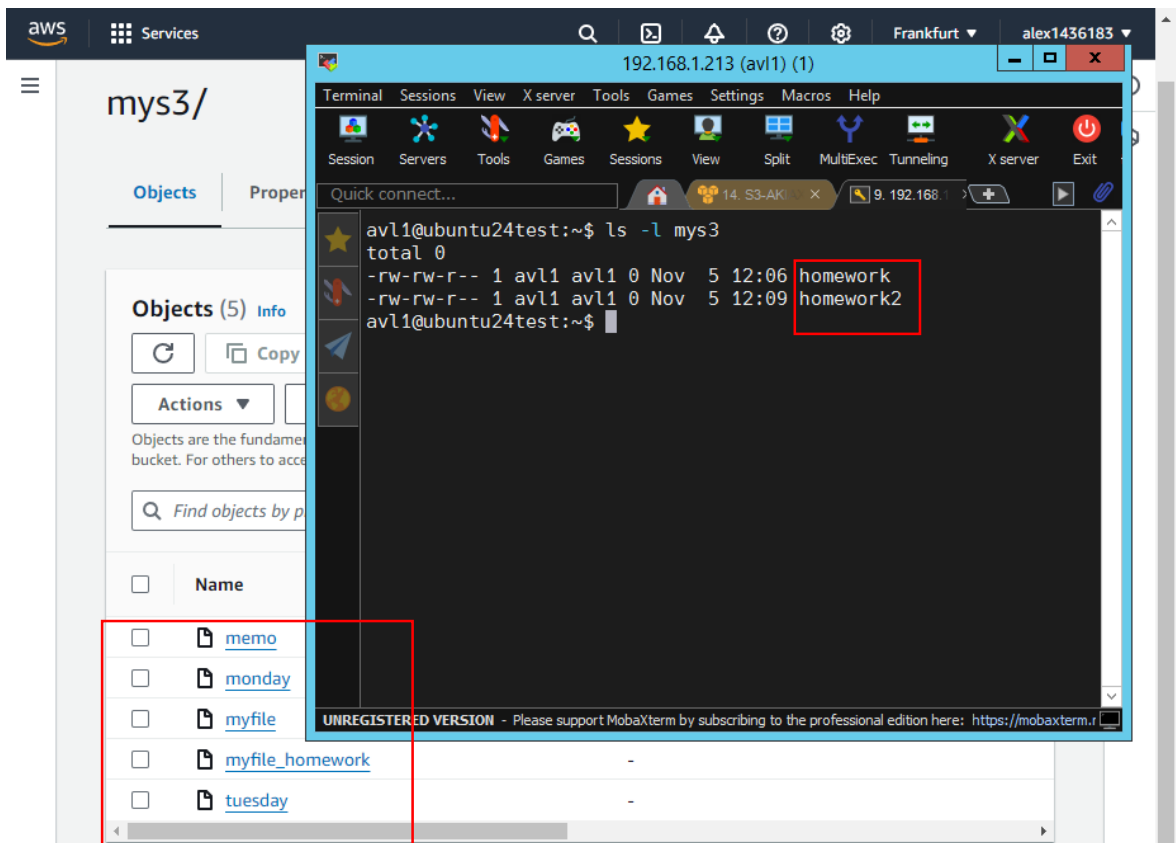 aws
Services
Frankfurt ▼
alex1436183 ▼
mys3/
Objects
Proper
Objects (5) Info
Copy
Actions ▼
Objects are the fundamen
bucket. For others to acce
Find objects by p
Name
memo
monday
myfile
myfile_homework
-
tuesday
-
192.168.1.213 (avl1) (1)
Terminal Sessions View X server Tools Games Settings Macros Help
Session Servers Tools Games Sessions View Split MultiExec Tunneling X server Exit
Quick connect...
14. S3-AKI
9. 192.168.1
avl1@ubuntu24test:~$ ls -l mys3
total 0
-rw-rw-r-- 1 avl1 avl1 0 Nov 5 12:06 homework
-rw-rw-r-- 1 avl1 avl1 0 Nov 5 12:09 homework2
avl1@ubuntu24test:~$
UNREGISTERED VERSION - Please support MobaXterm by subscribing to the professional edition here: https://mobaxterm.r